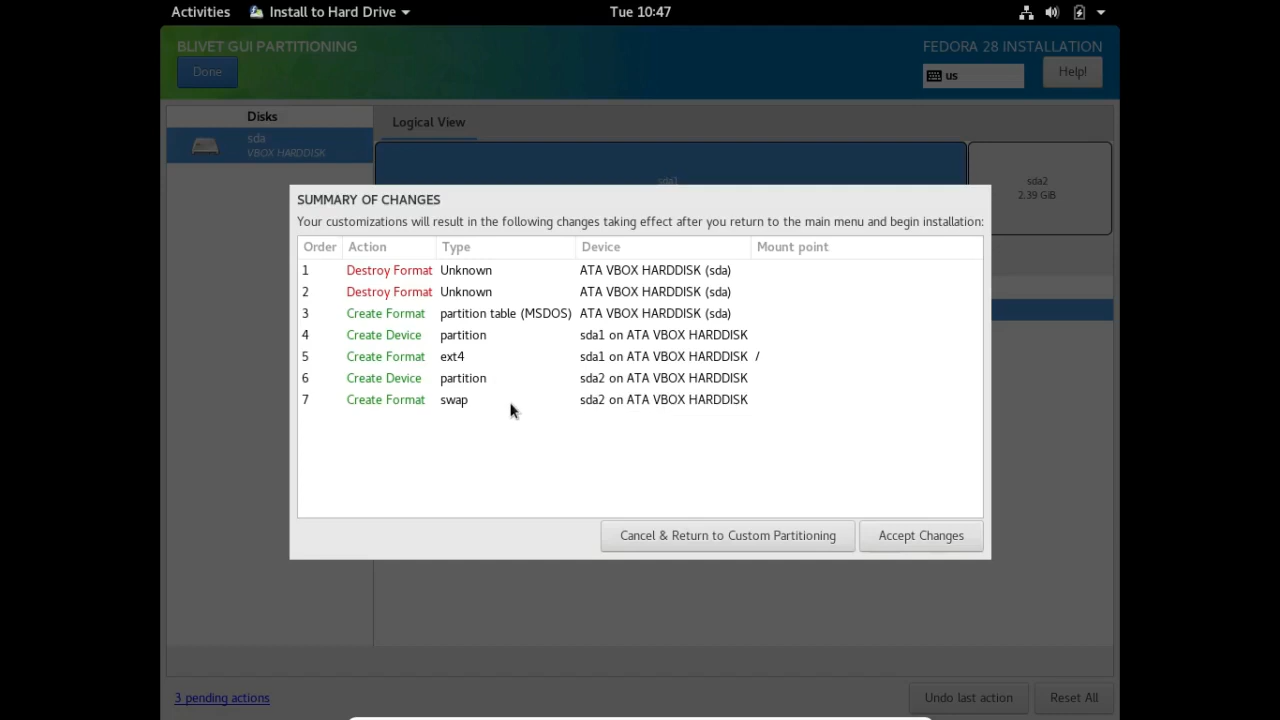 Activities Install to Hard Drive Tue 10:47
BLIVET GUI PARTITIONING FEDORA 28 INSTALLATION
Done us Help!
Disks Logical View
sda
VBOX HARDDISK
sda1
sda2
2.39 GiB
SUMMARY OF CHANGES
Your customizations will result in the following changes taking effect after you return to the main menu and begin installation:
Order Action Type Device Mount point
1 Destroy Format Unknown ATA VBOX HARDDISK (sda)
2 Destroy Format Unknown ATA VBOX HARDDISK (sda)
3 Create Format partition table (MSDOS) ATA VBOX HARDDISK (sda)
4 Create Device partition sda1 on ATA VBOX HARDDISK
5 Create Format ext4 sda1 on ATA VBOX HARDDISK /
6 Create Device partition sda2 on ATA VBOX HARDDISK
7 Create Format swap sda2 on ATA VBOX HARDDISK
Cancel & Return to Custom Partitioning Accept Changes
3 pending actions Undo last action Reset All